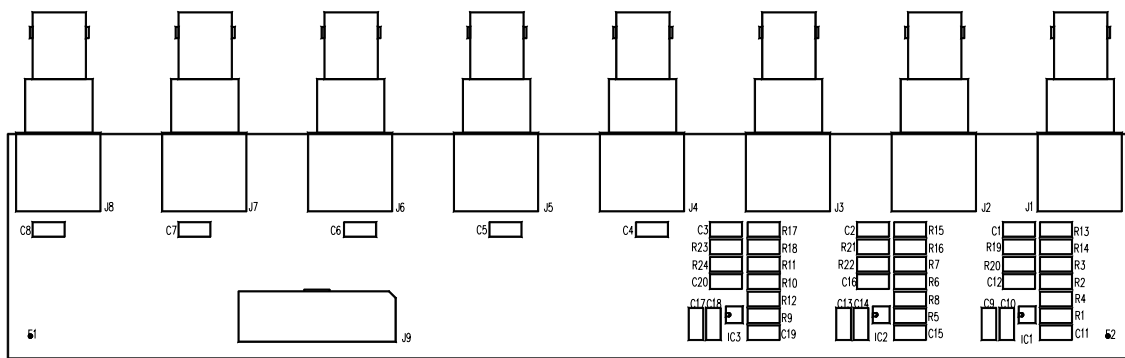 J8 J7 J6 J5 J4 J3 J2 J1
C8 C7 C6 C5 C4 C3 R17 C2 R15 C1 R13
R23 R18 R21 R16 R19 R14
R24 R11 R22 R7 R20 R3
C20 R10 C16 R6 C12 R2
C17 C18 R12 C13 C14 R8 C9 C10 R4
R9 R5 R1
F1 J9 IC3 C19 IC2 C15 IC1 C11 F2